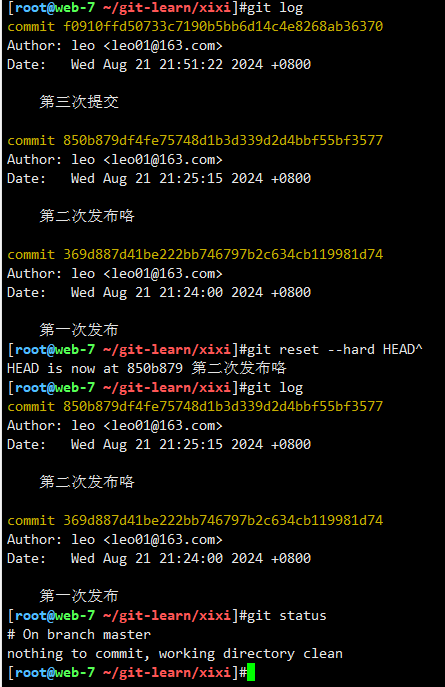 [root@web-7 ~/git-learn/xixi]#git log
commit f0910ffd50733c7190b5bb6d14c4e8268ab36370
Author: leo <leo01@163.com>
Date:   Wed Aug 21 21:51:22 2024 +0800
    第三次提交
commit 850b879df4fe75748d1b3d339d2d4bbf55bf3577
Author: leo <leo01@163.com>
Date:   Wed Aug 21 21:25:15 2024 +0800
    第二次发布咯
commit 369d887d41be222bb746797b2c634cb119981d74
Author: leo <leo01@163.com>
Date:   Wed Aug 21 21:24:00 2024 +0800
    第一次发布
[root@web-7 ~/git-learn/xixi]#git reset --hard HEAD^
HEAD is now at 850b879 第二次发布咯
[root@web-7 ~/git-learn/xixi]#git log
commit 850b879df4fe75748d1b3d339d2d4bbf55bf3577
Author: leo <leo01@163.com>
Date:   Wed Aug 21 21:25:15 2024 +0800
    第二次发布咯
commit 369d887d41be222bb746797b2c634cb119981d74
Author: leo <leo01@163.com>
Date:   Wed Aug 21 21:24:00 2024 +0800
    第一次发布
[root@web-7 ~/git-learn/xixi]#git status
# On branch master
nothing to commit, working directory clean
[root@web-7 ~/git-learn/xixi]#